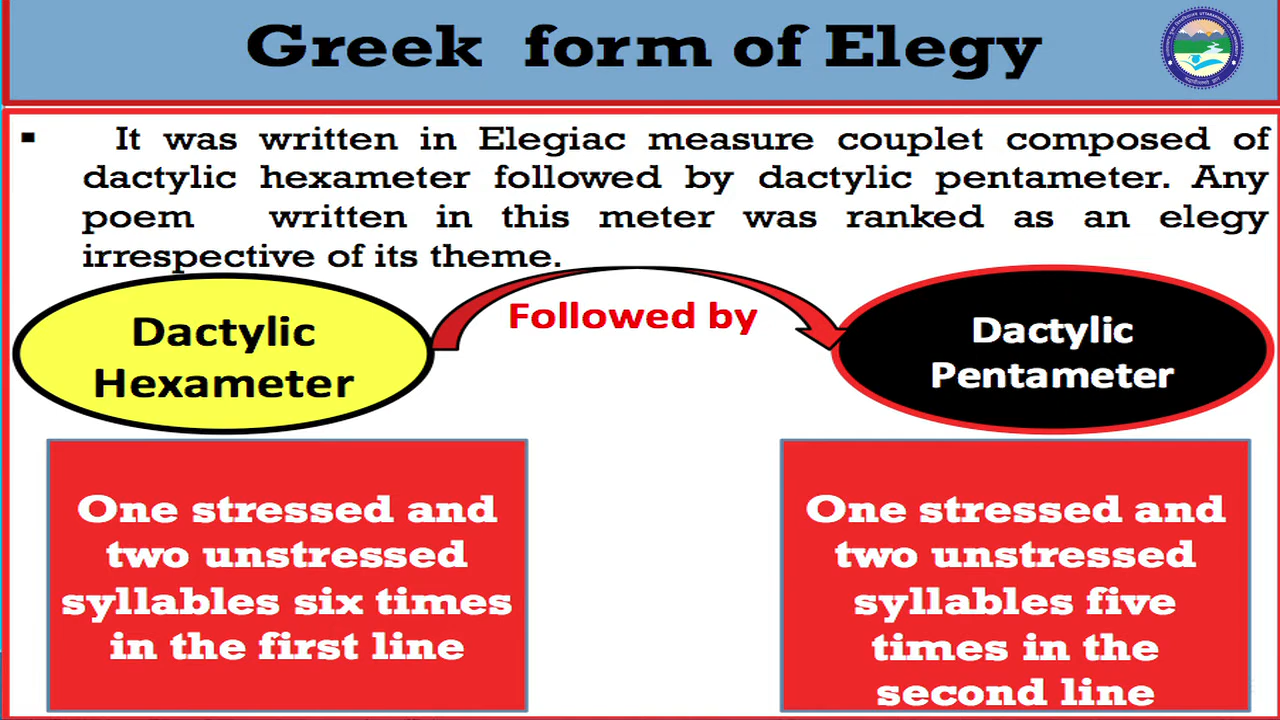 Greek form of Elegy
▪ It was written in Elegiac measure couplet composed of
dactylic hexameter followed by dactylic pentameter. Any
poem written in this meter was ranked as an elegy
irrespective of its theme.
Dactylic
Hexameter
Followed by
Dactylic
Pentameter
One stressed and
two unstressed
syllables six times
in the first line
One stressed and
two unstressed
syllables five
times in the
second line